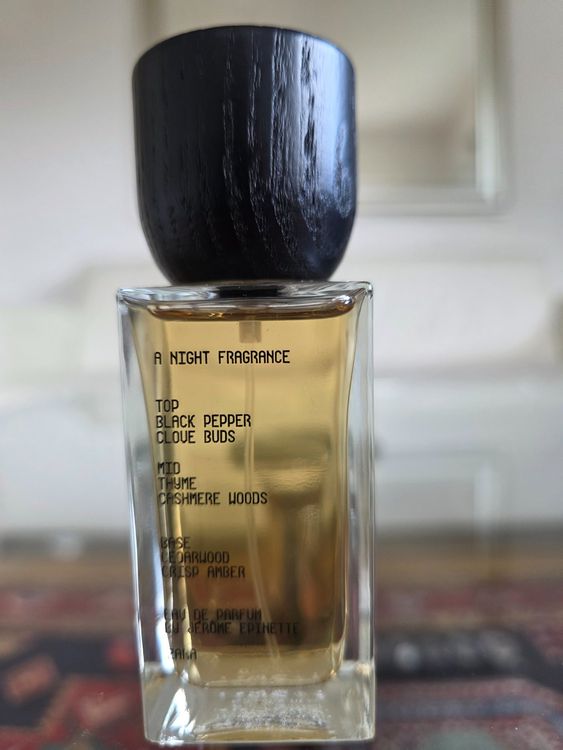 A NIGHT FRAGRANCE
TOP
BLACK PEPPER
CLOVE BUDS
MID
THYME
CASHMERE WOODS
BASE
CEDARWOOD
CRISP AMBER
EAU DE PARFUM
BY JÉRÔME EPINETTE
ZARA